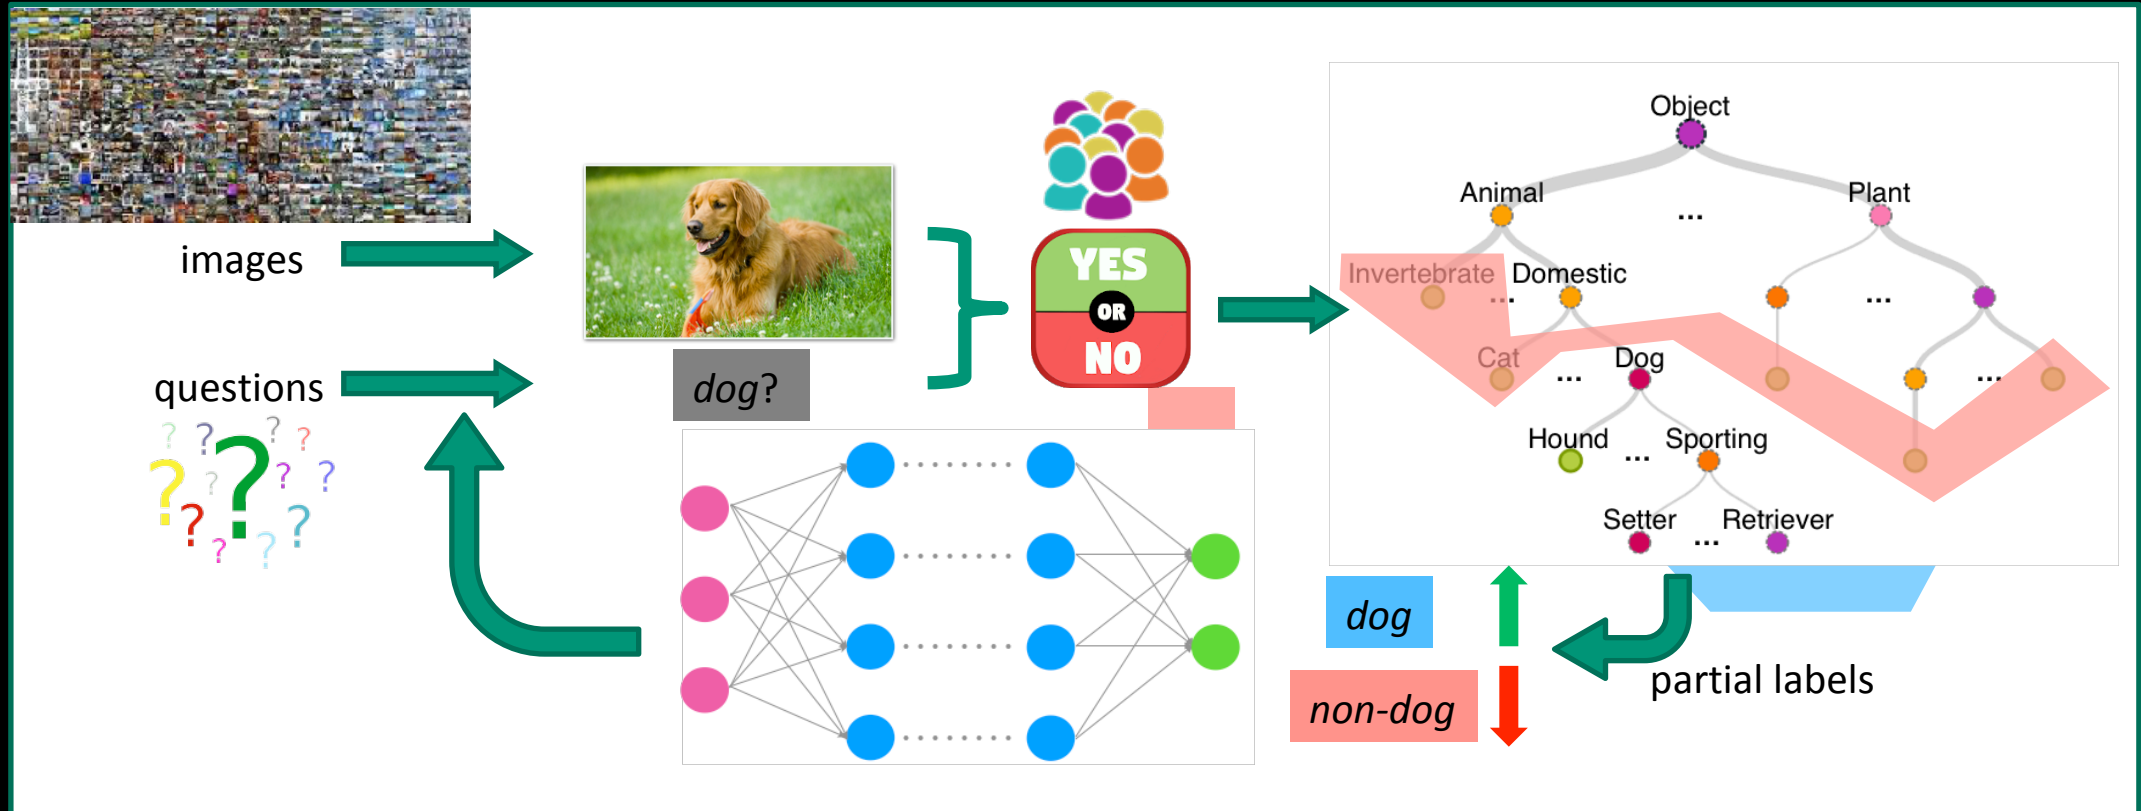 images
questions
? ? ? ? ? ? ? ? ? ? ? ? ?
dog?
YES
OR
NO
Object
Animal
...
Plant
Invertebrate
...
Domestic
...
Cat
...
Dog
...
Hound
...
Sporting
Setter
...
Retriever
dog
non-dog
partial labels